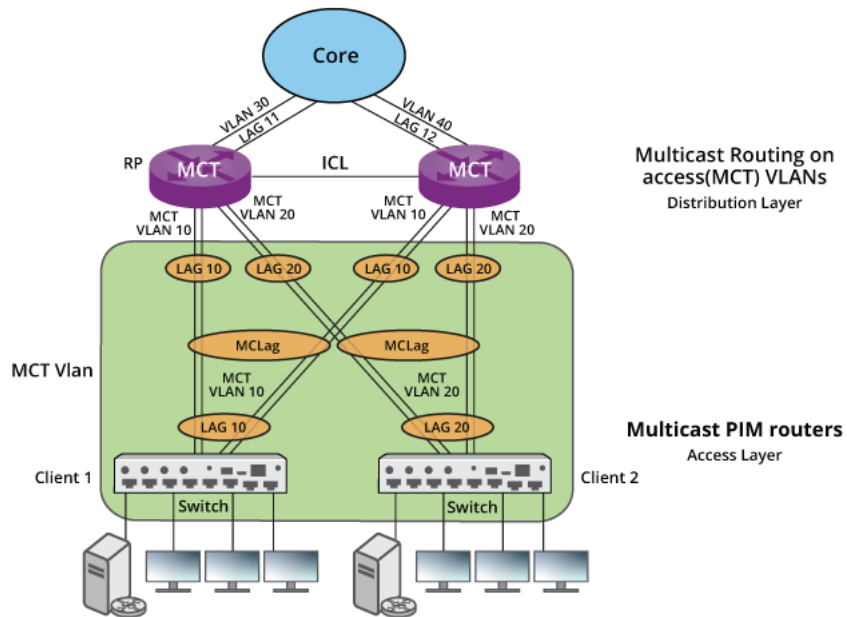 Core
VLAN 30
LAG 11
VLAN 40
LAG 12
RP
MCT
ICL
MCT
Multicast Routing on
access(MCT) VLANs
Distribution Layer
MCT
VLAN 10
MCT
VLAN 20
MCT
VLAN 10
MCT
VLAN 20
LAG 10
LAG 20
LAG 10
LAG 20
MCLag
MCLag
MCT Vlan
MCT
VLAN 10
MCT
VLAN 20
LAG 10
LAG 20
Multicast PIM routers
Access Layer
Client 1
Client 2
Switch
Switch